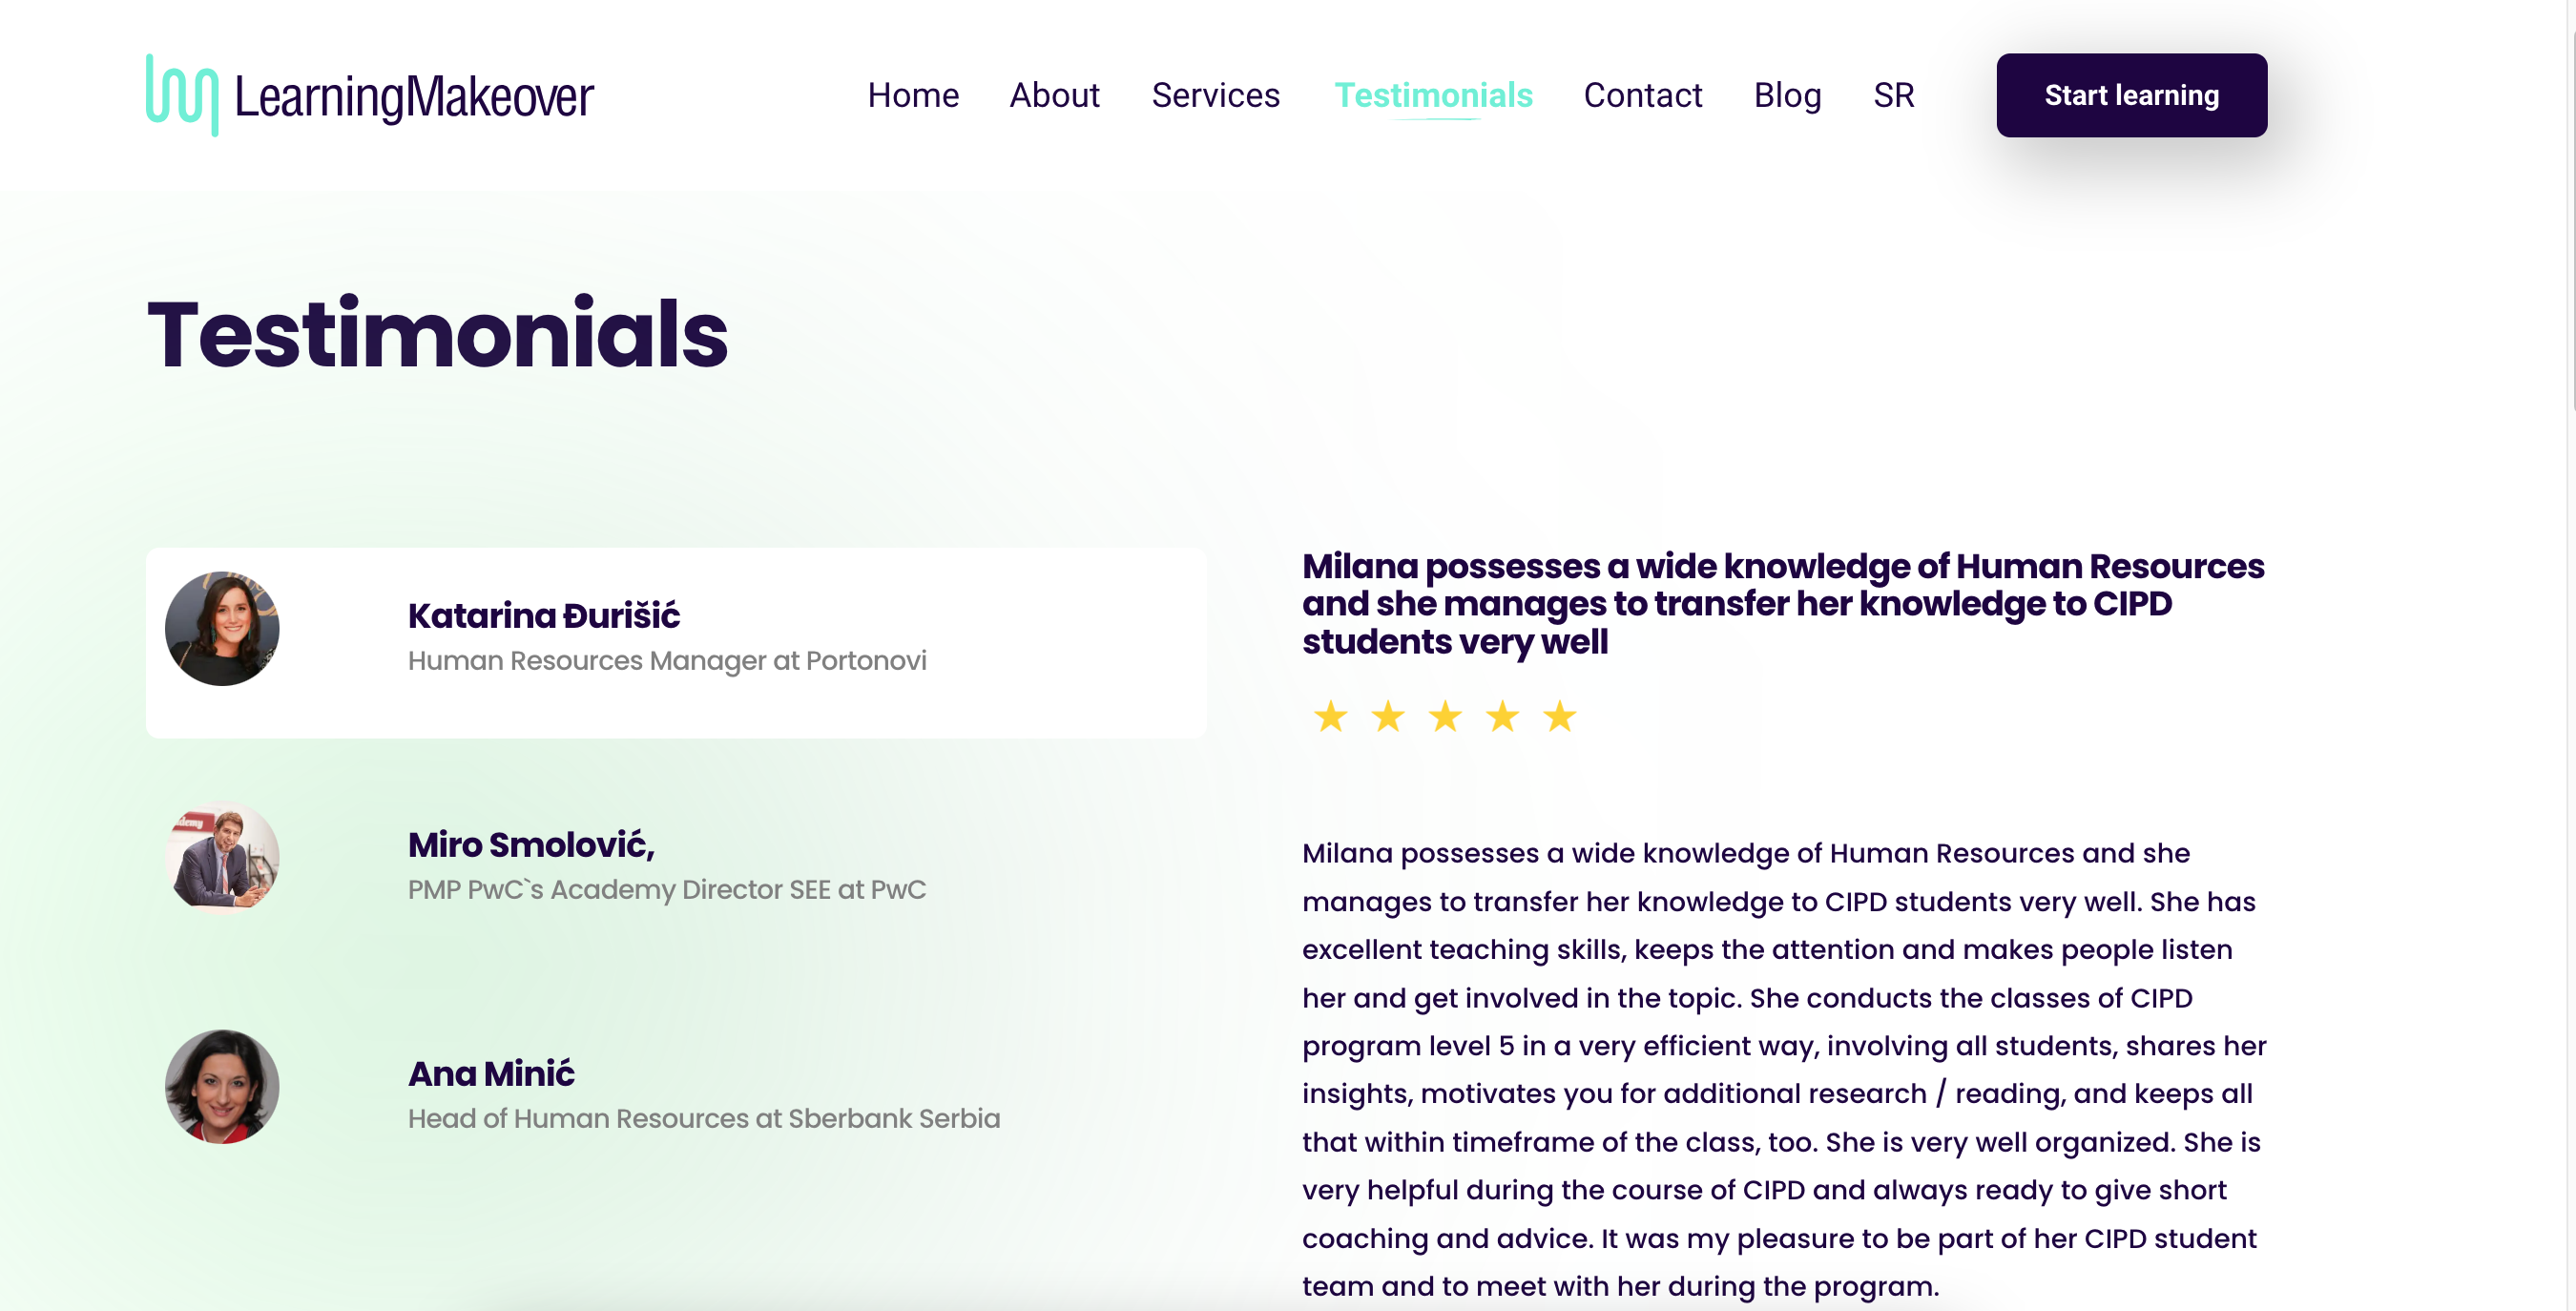 LearningMakeover
Home About Services Testimonials Contact Blog SR Start learning
Testimonials
Katarina Đurišić
Human Resources Manager at Portonovi
Miro Smolović,
PMP PwC`s Academy Director SEE at PwC
Ana Minić
Head of Human Resources at Sberbank Serbia
Milana possesses a wide knowledge of Human Resources
and she manages to transfer her knowledge to CIPD
students very well
Milana possesses a wide knowledge of Human Resources and she
manages to transfer her knowledge to CIPD students very well. She has
excellent teaching skills, keeps the attention and makes people listen
her and get involved in the topic. She conducts the classes of CIPD
program level 5 in a very efficient way, involving all students, shares her
insights, motivates you for additional research / reading, and keeps all
that within timeframe of the class, too. She is very well organized. She is
very helpful during the course of CIPD and always ready to give short
coaching and advice. It was my pleasure to be part of her CIPD student
team and to meet with her during the program.